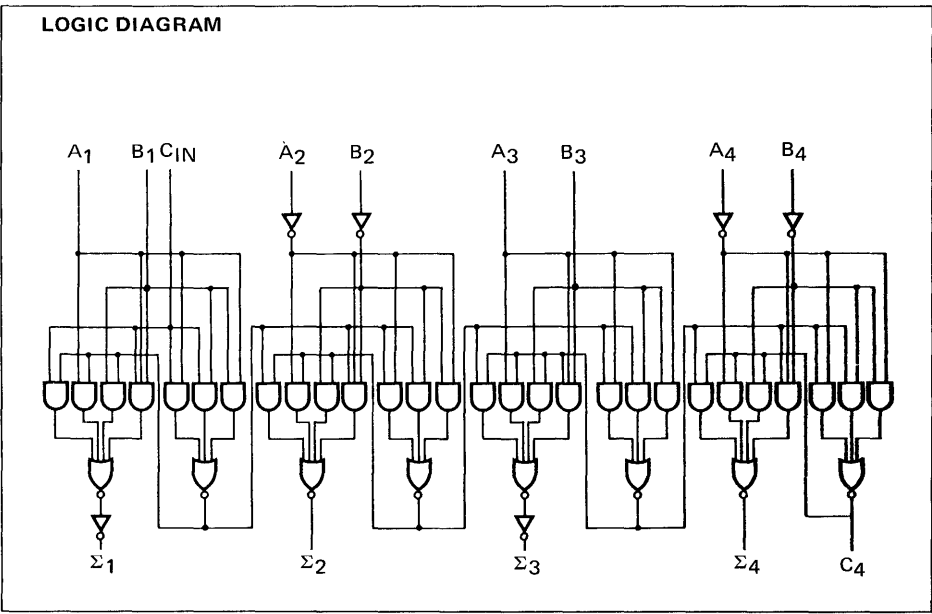 LOGIC DIAGRAM
A1 B1 CIN A2 B2 A3 B3 A4 B4
Σ1 Σ2 Σ3 Σ4 C4